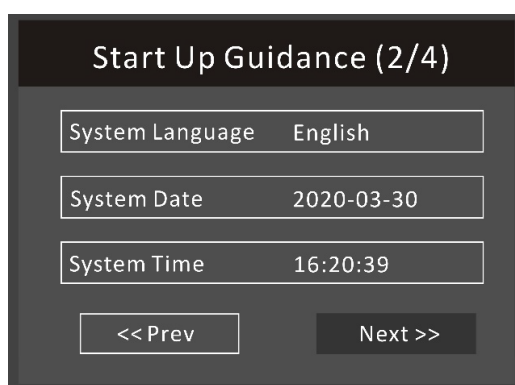 Start Up Guidance (2/4)
System Language English
System Date 2020-03-30
System Time 16:20:39
<<Prev Next >>